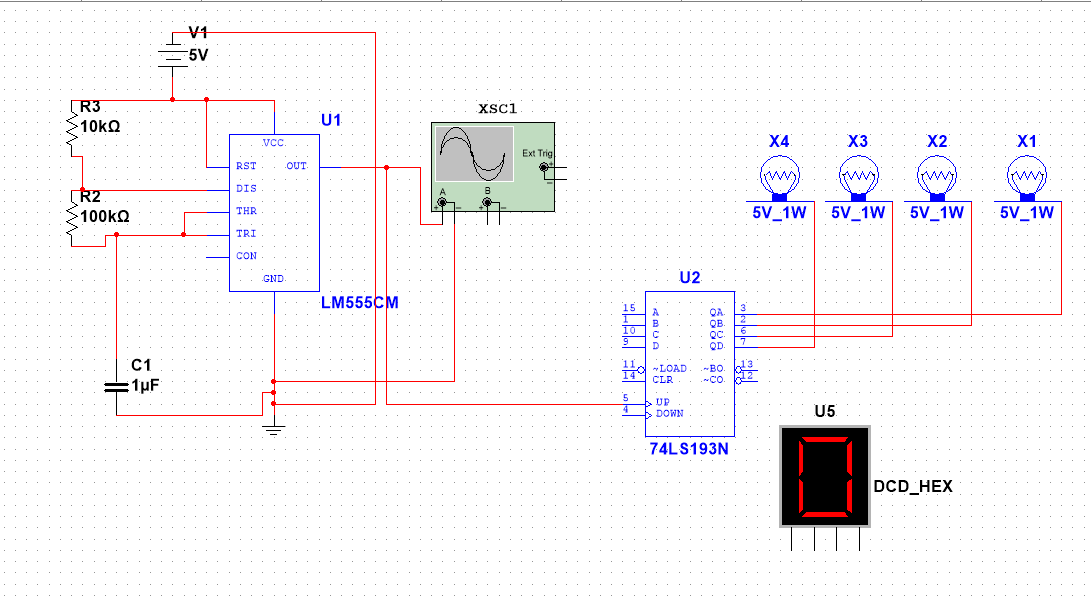 V1
5V
R3
10kΩ
R2
100kΩ
C1
1µF
U1
VCC
RST
OUT
DIS
THR
TRI
CON
GND
LM555CM
XSC1
Ext Trig
+
–
A
B
+ – + –
X4
X3
X2
X1
5V_1W
5V_1W
5V_1W
5V_1W
U2
15 A QA 3
1 B QB 2
10 C QC 6
9 D QD 7
11 ~LOAD ~BO 13
14 CLR ~CO 12
5 UP
4 DOWN
74LS193N
U5
0
DCD_HEX